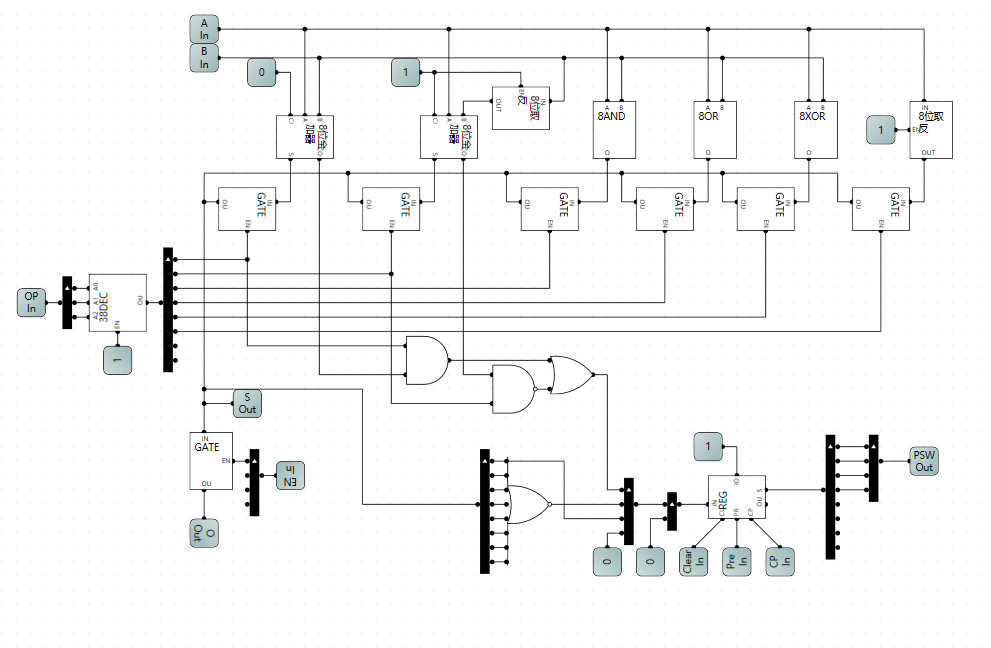 A
In
B
In
0
1
EN
8位取
反
IN
OUT
CI
A
B
8位全
加器
S
O
CI
A
B
8位全
加器
S
O
A
B
8AND
O
A
B
8OR
O
A
B
8XOR
O
1
IN
EN
8位取
反
OUT
OU
GATE
IN
EN
OU
GATE
IN
EN
OU
GATE
IN
EN
OU
GATE
IN
EN
OU
GATE
IN
EN
OU
GATE
IN
EN
OP
In
A0
A1
A2
38DEC
OU
EN
1
S
Out
IN
GATE
EN
OU
EN
In
O
Out
1
IO
IN
REG
OU
S
CL
PR
CP
0
0
Clear
In
Pre
In
CP
In
PSW
Out